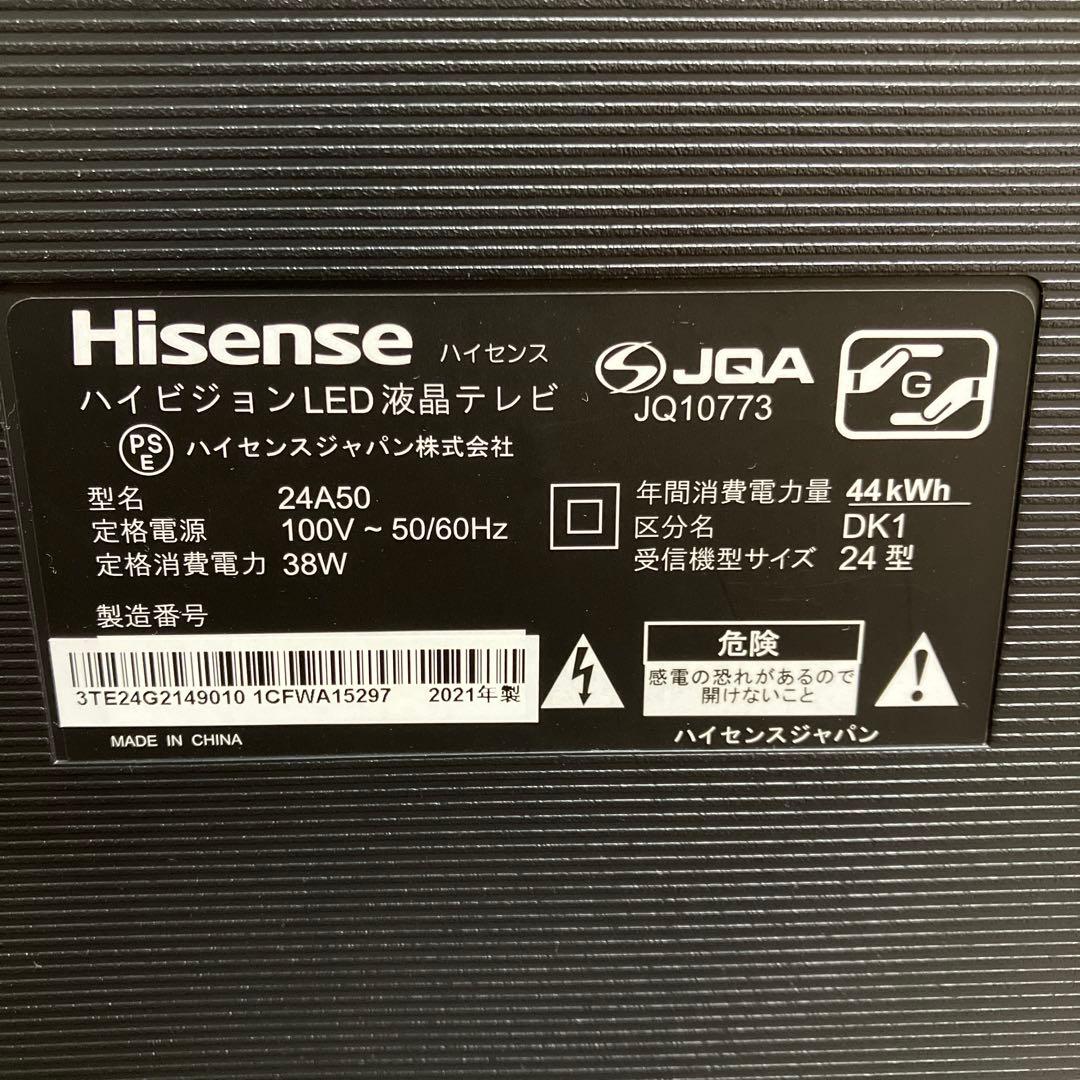 Hisense ハイセンス
ハイビジョンLED液晶テレビ
PSE ハイセンスジャパン株式会社
JQA
JQ10773
G
型名 24A50
定格電源 100V ~ 50/60Hz
定格消費電力 38W
年間消費電力量 44kWh
区分名 DK1
受信機型サイズ 24型
製造番号
3TE24G2149010 1CFWA15297 2021年製
MADE IN CHINA
危険
感電の恐れがあるので
開けないこと
ハイセンスジャパン